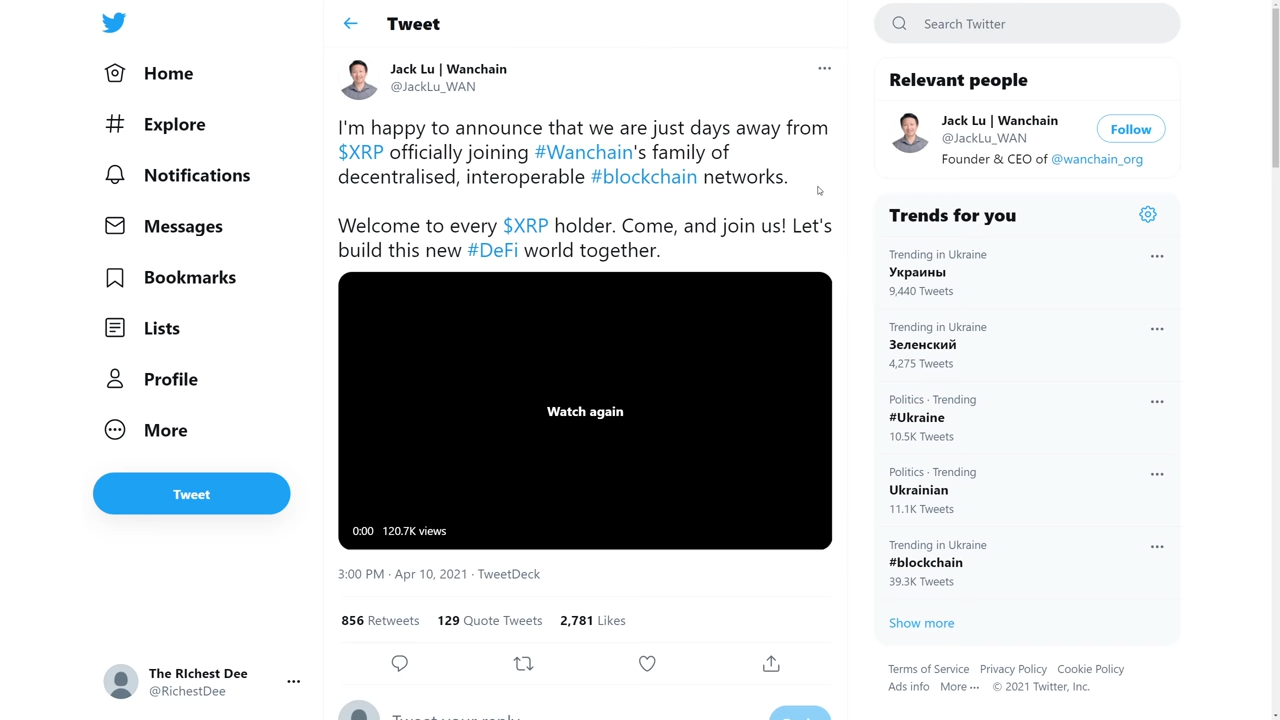 Home
Explore
Notifications
Messages
Bookmarks
Lists
Profile
More
Tweet
The RIchest Dee
@RichestDee
Tweet
Jack Lu | Wanchain
@JackLu_WAN
I'm happy to announce that we are just days away from
$XRP officially joining #Wanchain's family of
decentralised, interoperable #blockchain networks.
Welcome to every $XRP holder. Come, and join us! Let's
build this new #DeFi world together.
Watch again
0:00 120.7K views
3:00 PM · Apr 10, 2021 · TweetDeck
856 Retweets 129 Quote Tweets 2,781 Likes
Tweet your reply
Search Twitter
Relevant people
Jack Lu | Wanchain
@JackLu_WAN
Follow
Founder & CEO of @wanchain_org
Trends for you
Trending in Ukraine
Украины
9,440 Tweets
Trending in Ukraine
Зеленский
4,275 Tweets
Politics · Trending
#Ukraine
10.5K Tweets
Politics · Trending
Ukrainian
11.1K Tweets
Trending in Ukraine
#blockchain
39.3K Tweets
Show more
Terms of Service Privacy Policy Cookie Policy
Ads info More ··· © 2021 Twitter, Inc.